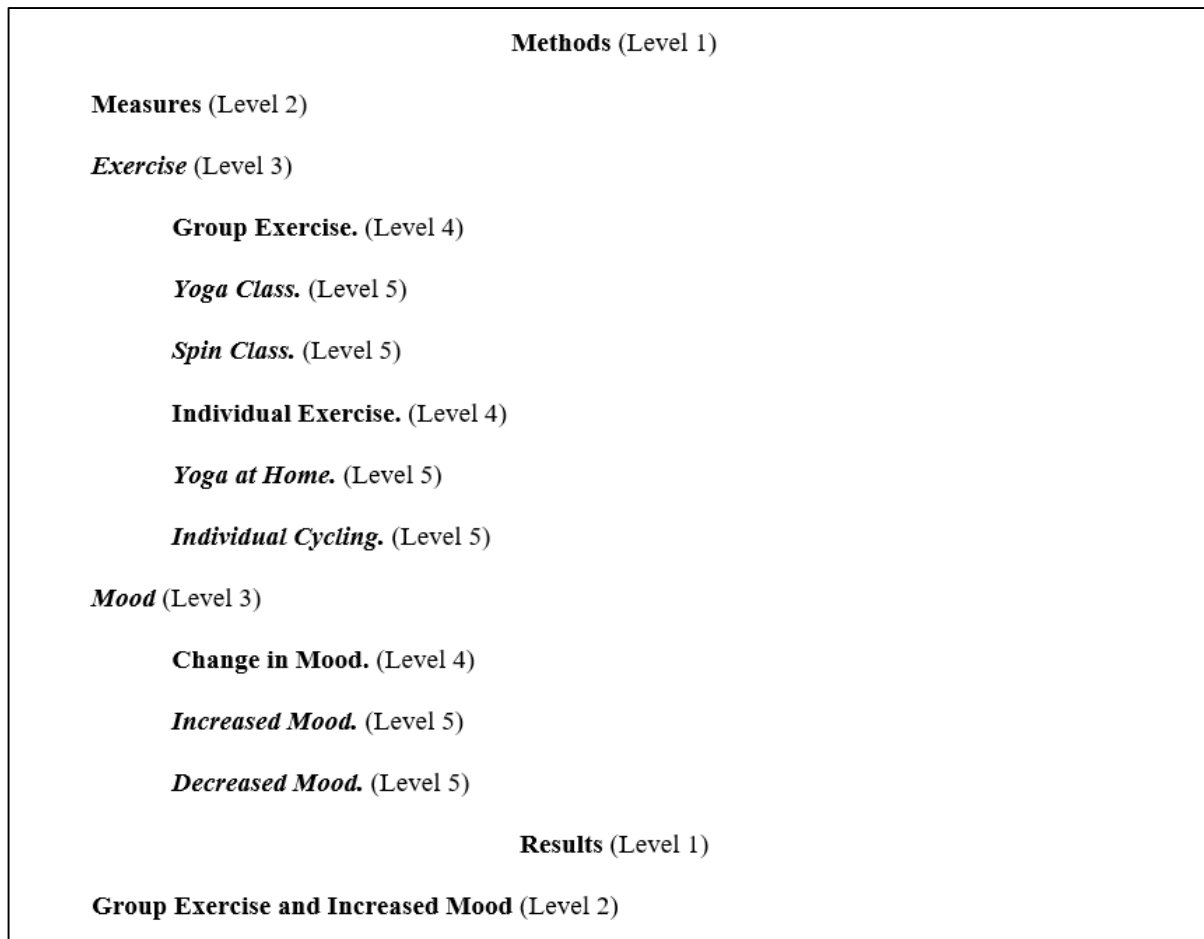 Methods (Level 1)
Measures (Level 2)
Exercise (Level 3)
Group Exercise. (Level 4)
Yoga Class. (Level 5)
Spin Class. (Level 5)
Individual Exercise. (Level 4)
Yoga at Home. (Level 5)
Individual Cycling. (Level 5)
Mood (Level 3)
Change in Mood. (Level 4)
Increased Mood. (Level 5)
Decreased Mood. (Level 5)
Results (Level 1)
Group Exercise and Increased Mood (Level 2)